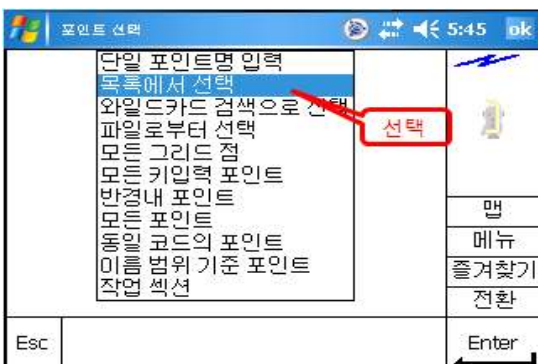 포인트 선택
5:45
ok
단일 포인트명 입력
목록에서 선택
와일드카드 검색으로 선택
파일로부터 선택
모든 그리드 점
모든 키입력 포인트
반경내 포인트
모든 포인트
동일 코드의 포인트
이름 범위 기준 포인트
작업 섹션
선택
맵
메뉴
즐겨찾기
전환
Esc
Enter